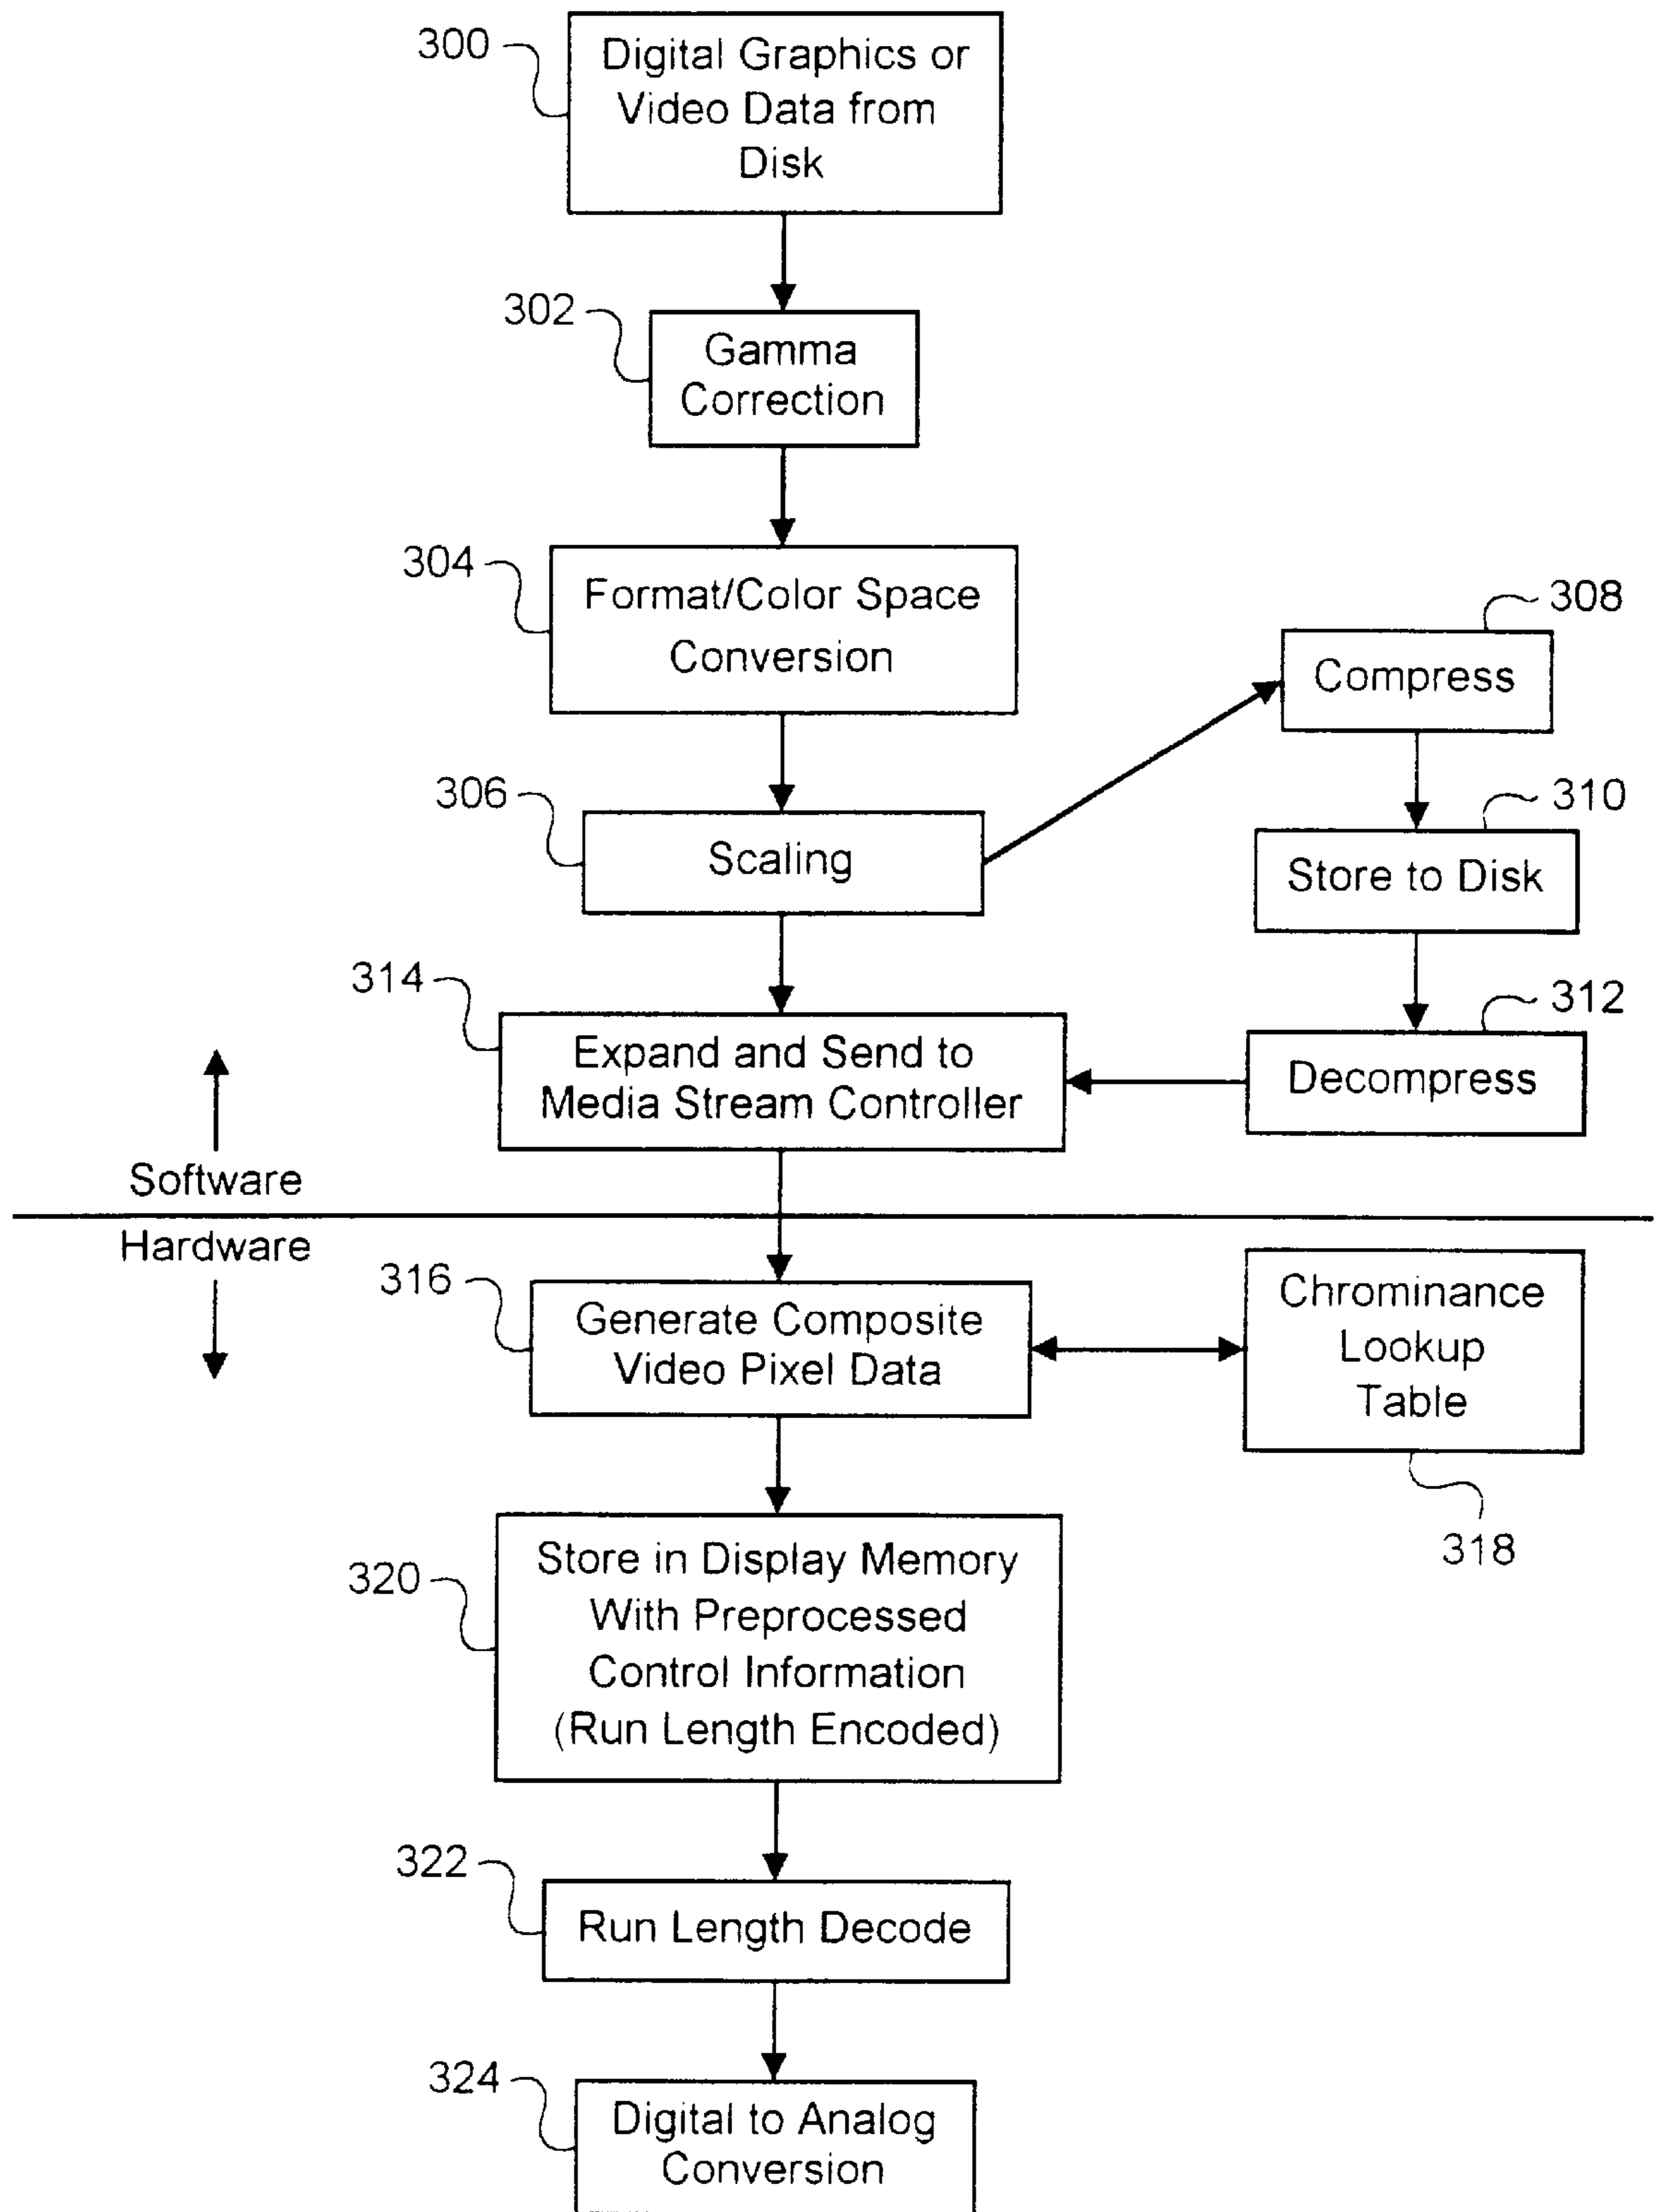 300
Digital Graphics or
Video Data from
Disk
302
Gamma
Correction
304
Format/Color Space
Conversion
308
Compress
306
Scaling
310
Store to Disk
314
Expand and Send to
Media Stream Controller
312
Decompress
Software
Hardware
316
Generate Composite
Video Pixel Data
Chrominance
Lookup
Table
318
320
Store in Display Memory
With Preprocessed
Control Information
(Run Length Encoded)
322
Run Length Decode
324
Digital to Analog
Conversion